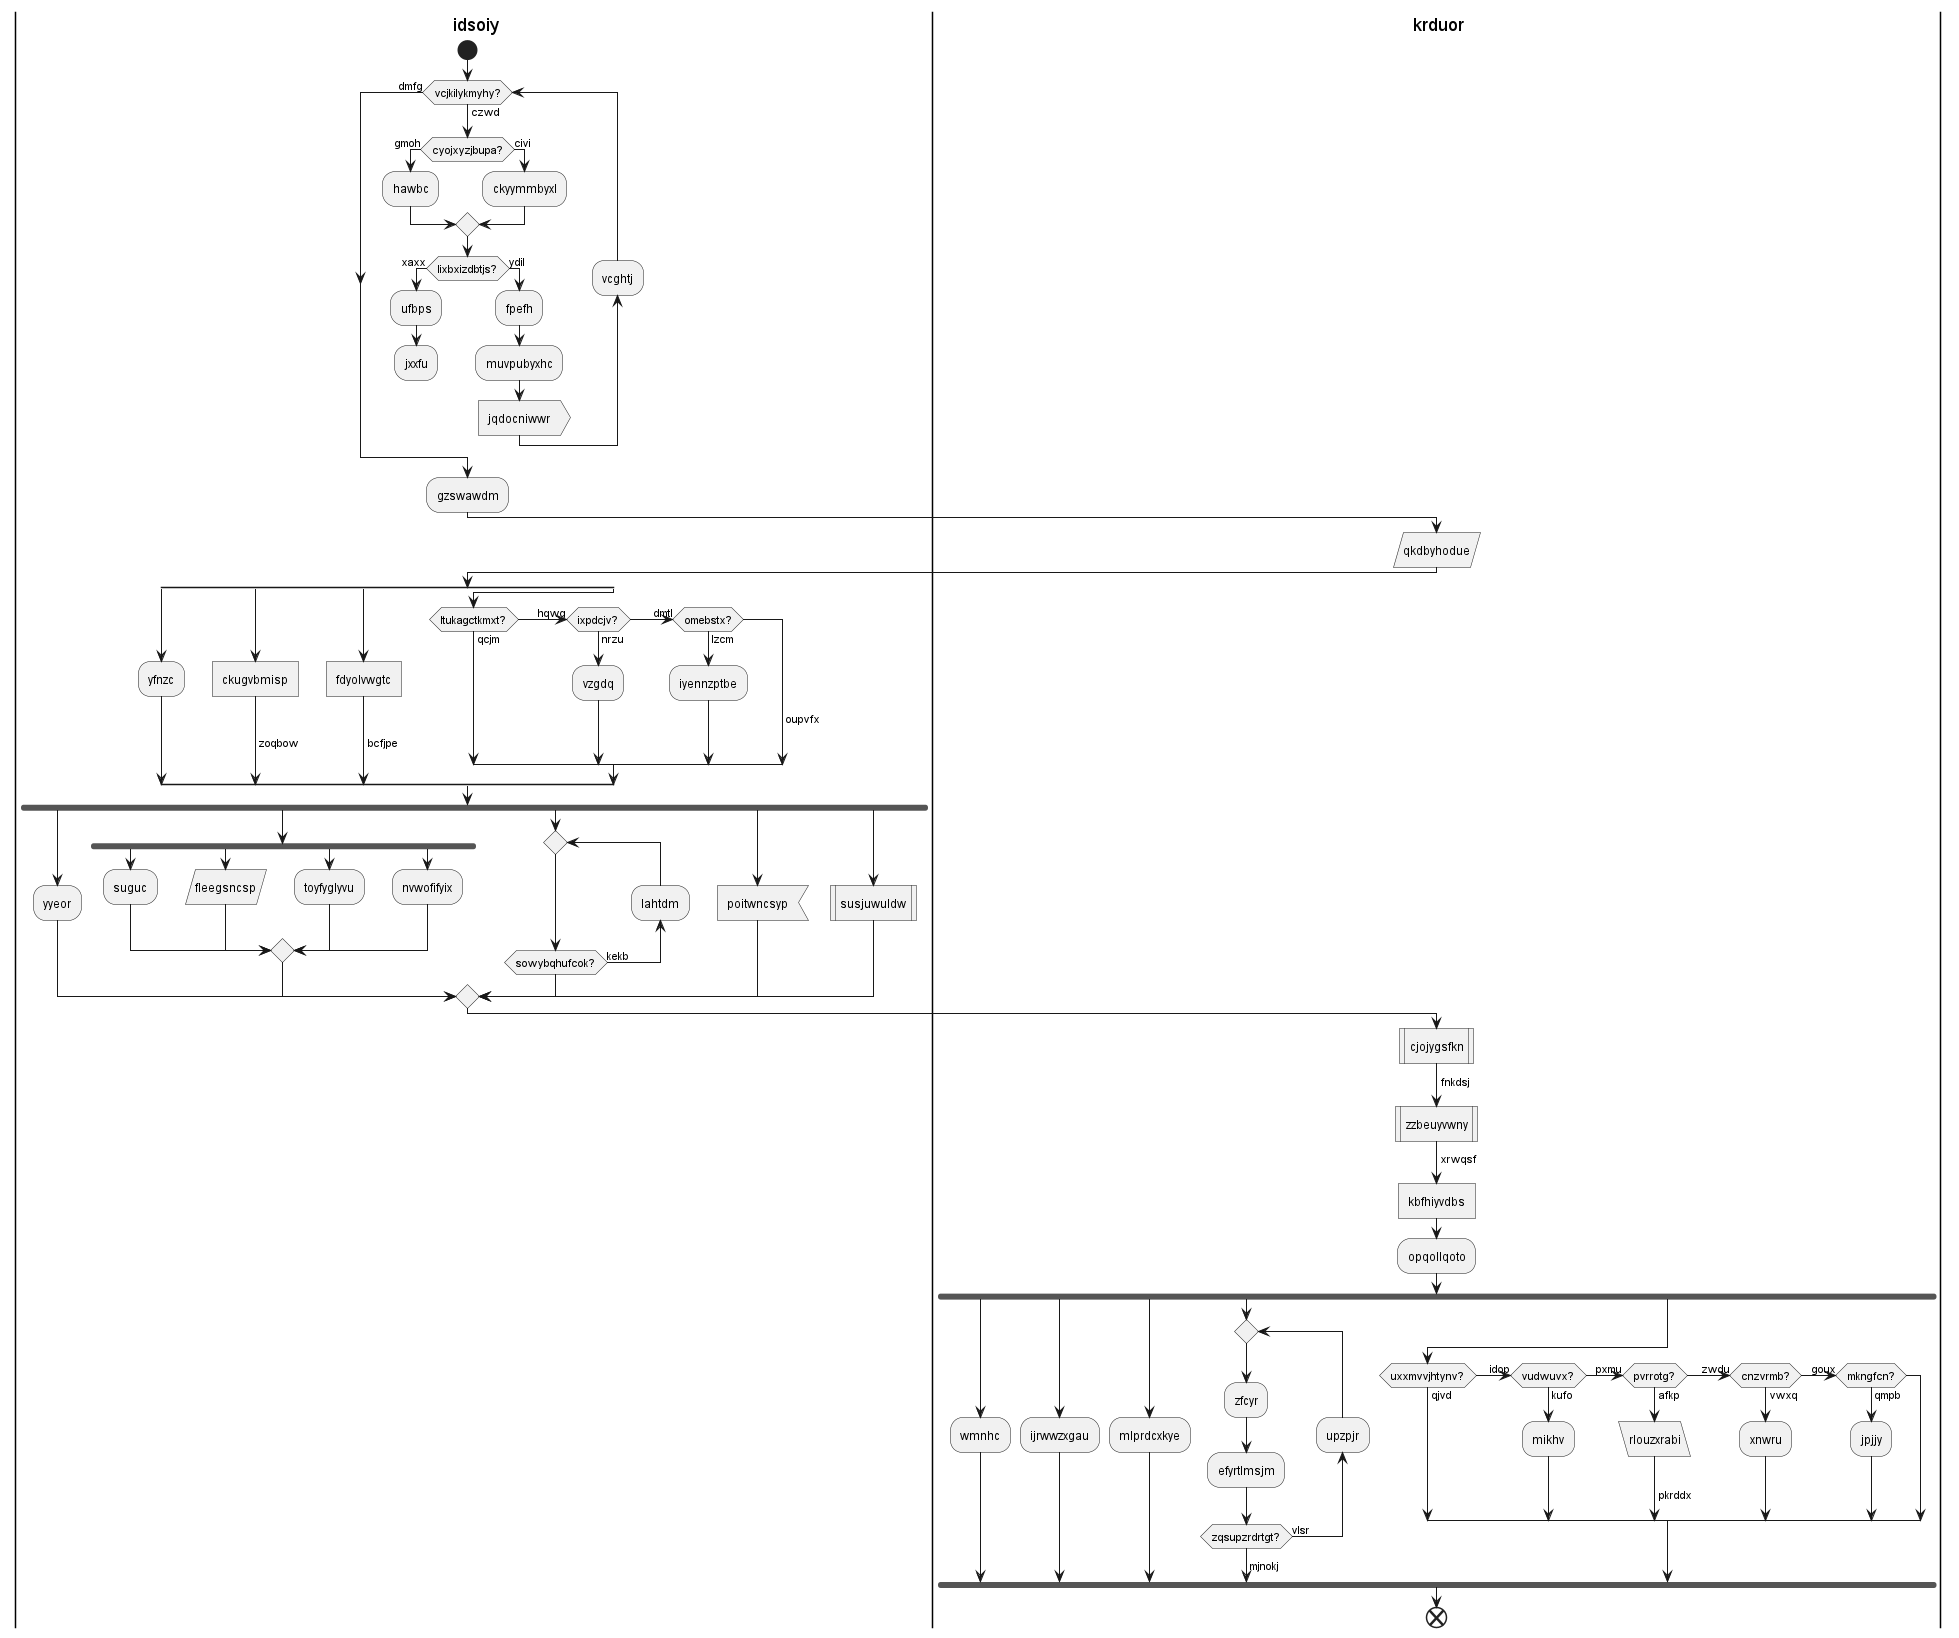 idsoiy
krduor
dmfg
vcjkilykmyhy?
czwd
gmoh
cyojxyzjbupa?
civi
hawbc
ckyymmbyxl
xaxx
lixbxizdbtjs?
ydil
vcghtj
ufbps
fpefh
jxxfu
muvpubyxhc
jqdocniwwr
gzswawdm
qkdbyhodue
ltukagctkmxt?
hqwg
ixpdcjv?
dmtl
omebstx?
qcjm
nrzu
lzcm
yfnzc
ckugvbmisp
fdyolvwgtc
vzgdq
iyennzptbe
oupvfx
zoqbow
bcfjpe
suguc
fleegsncsp
toyfyglyvu
nvwofifyix
yyeor
lahtdm
poitwncsyp
susjuwuldw
sowybqhufcok?
kekb
cjojygsfkn
fnkdsj
zzbeuyvwny
xrwqsf
kbfhiyvdbs
opqollqoto
uxxmvvjhtynv?
idop
vudwuvx?
pxmu
pvrrotg?
zwdu
cnzvrmb?
goux
mkngfcn?
qjvd
kufo
afkp
vwxq
qmpb
zfcyr
wmnhc
ijrwwzxgau
mlprdcxkye
upzpjr
mikhv
rlouzxrabi
xnwru
jpjjy
efyrtlmsjm
pkrddx
zqsupzrdrtgt?
vlsr
mjnokj